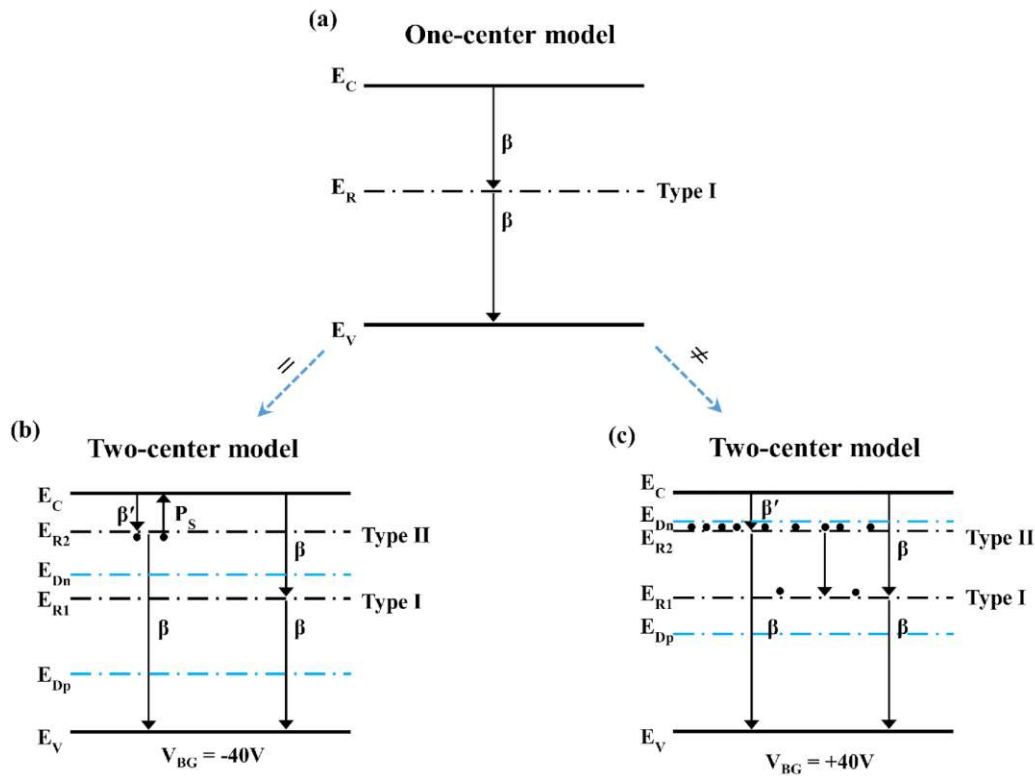 (a)
One-center model
E_C
β
E_R
Type I
β
E_V
=
≠
(b)
Two-center model
E_C
β′
P_S
E_R2
Type II
β
E_Dn
E_R1
Type I
β
β
E_Dp
E_V
V_BG = -40V
(c)
Two-center model
E_C
E_Dn
β′
E_R2
Type II
β
E_R1
Type I
E_Dp
β
β
E_V
V_BG = +40V